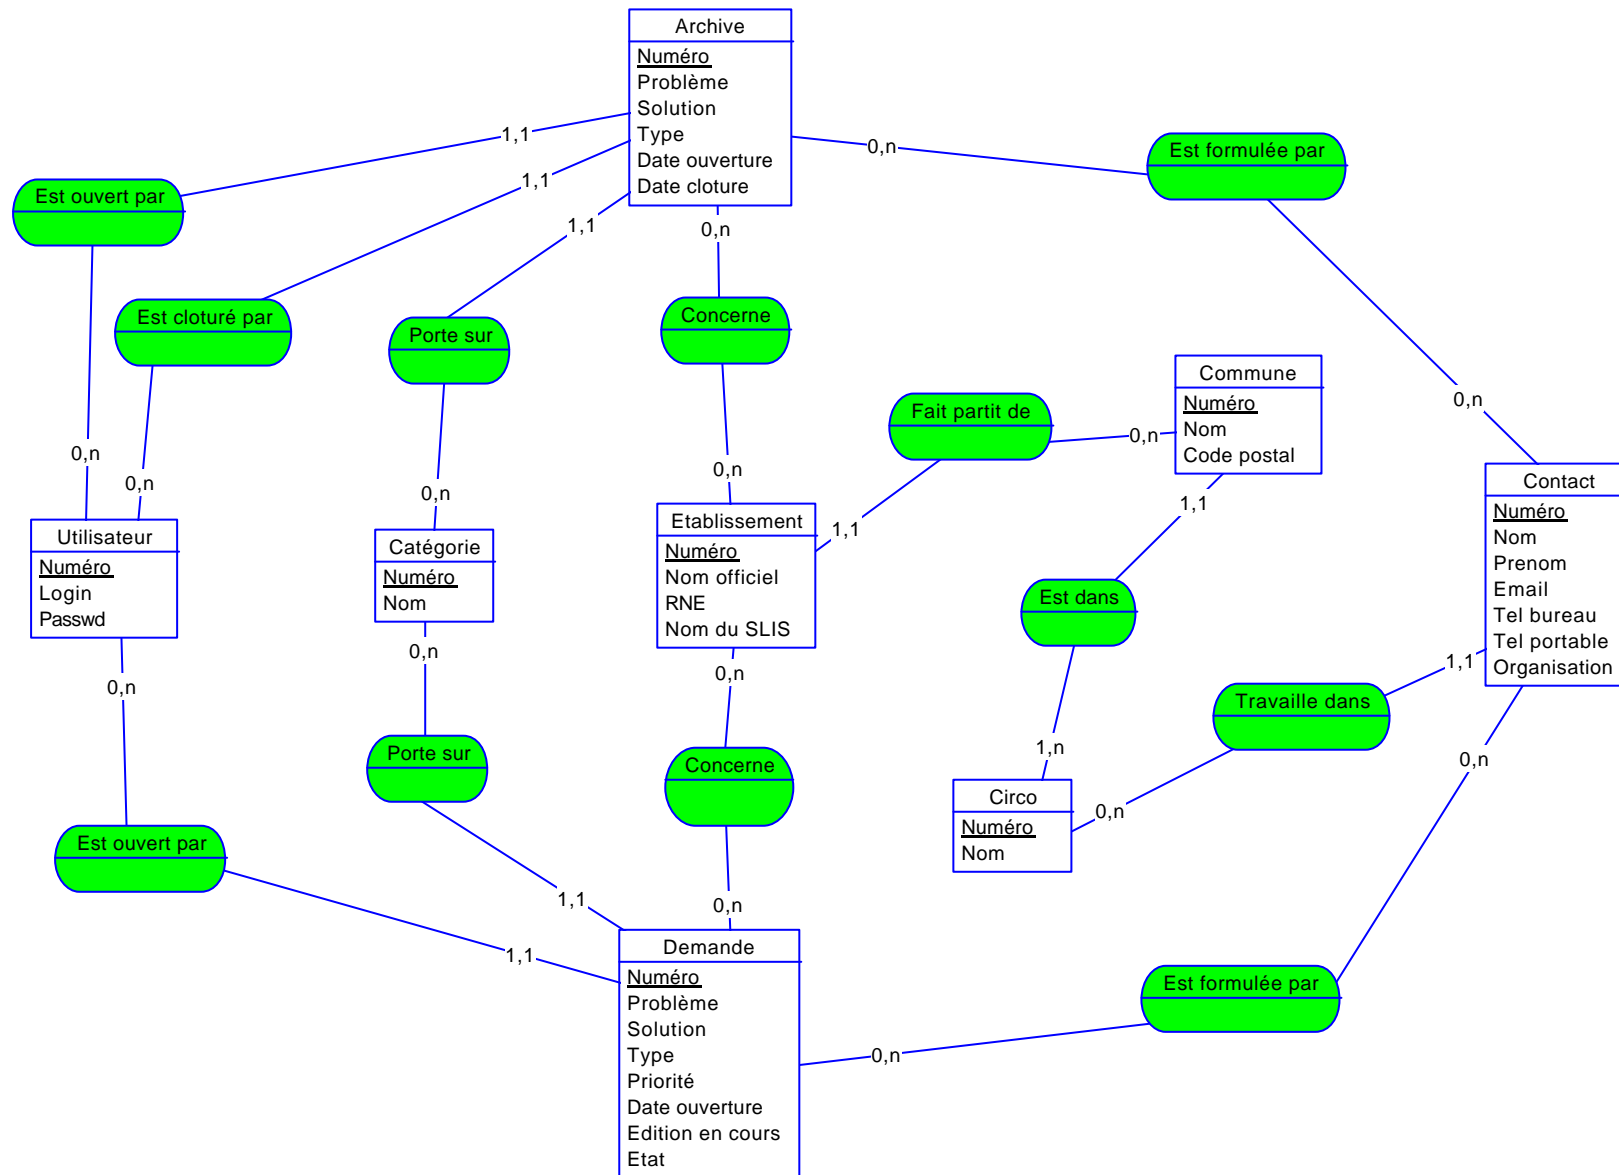 Archive
Numéro
Problème
Solution
Type
Date ouverture
Date cloture
1,1
1,1
1,1
0,n
0,n
Est formulée par
Est ouvert par
Est cloturé par
Porte sur
Concerne
Fait partit de
0,n
Commune
Numéro
Nom
Code postal
0,n
0,n
0,n
0,n
0,n
1,1
1,1
Utilisateur
Numéro
Login
Passwd
Catégorie
Numéro
Nom
Etablissement
Numéro
Nom officiel
RNE
Nom du SLIS
Contact
Numéro
Nom
Prenom
Email
Tel bureau
Tel portable
Organisation
Est dans
0,n
0,n
0,n
1,1
Travaille dans
1,n
0,n
0,n
Circo
Numéro
Nom
Est ouvert par
Porte sur
Concerne
1,1
1,1
0,n
Demande
Numéro
Problème
Solution
Type
Priorité
Date ouverture
Edition en cours
Etat
0,n
Est formulée par